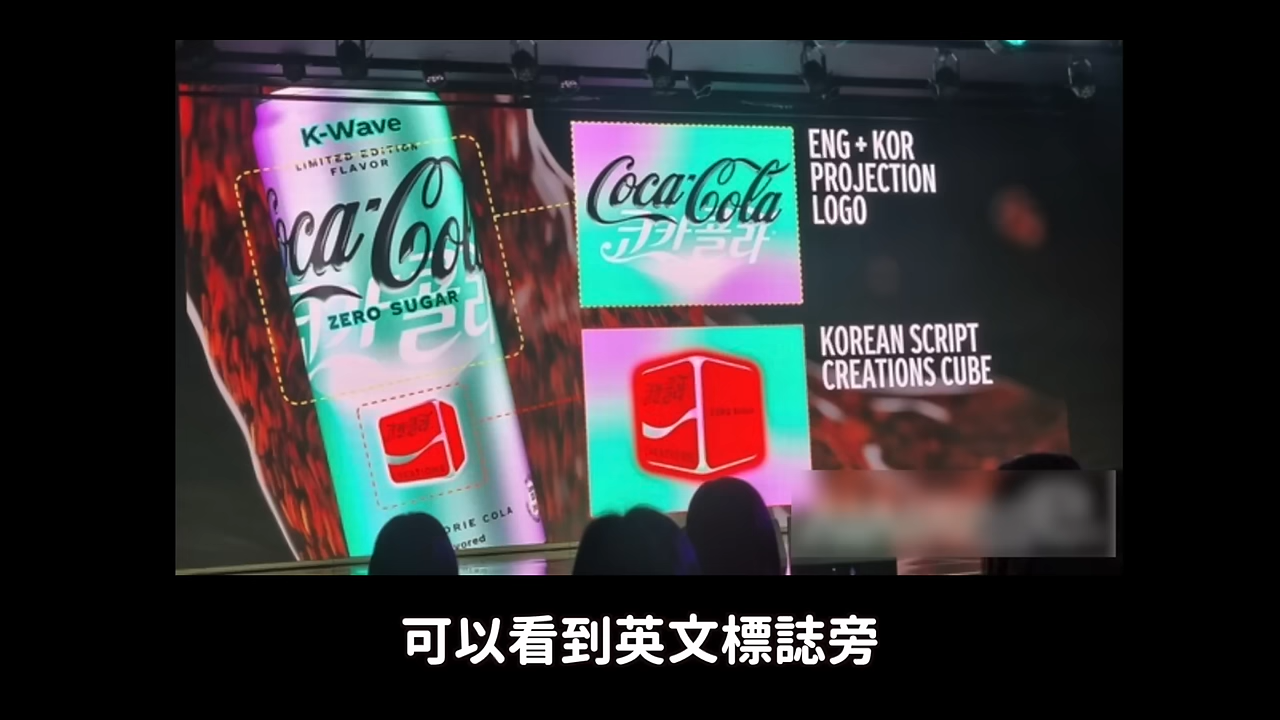 K-Wave
LIMITED EDITION
FLAVOR
Coca-Cola
코카콜라
ZERO SUGAR
Coca-Cola
코카콜라
ENG + KOR
PROJECTION
LOGO
KOREAN SCRIPT
CREATIONS CUBE
可以看到英文標誌旁